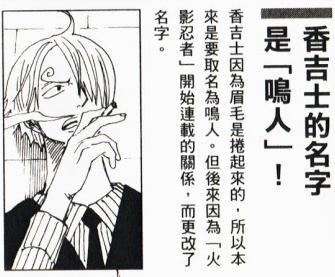 香吉士的名字
是「鳴人」！
香吉士因為眉毛是捲起來的，所以本
來是要取名為鳴人。但後來因為「火
影忍者」開始連載的關係，而更改了
名字。